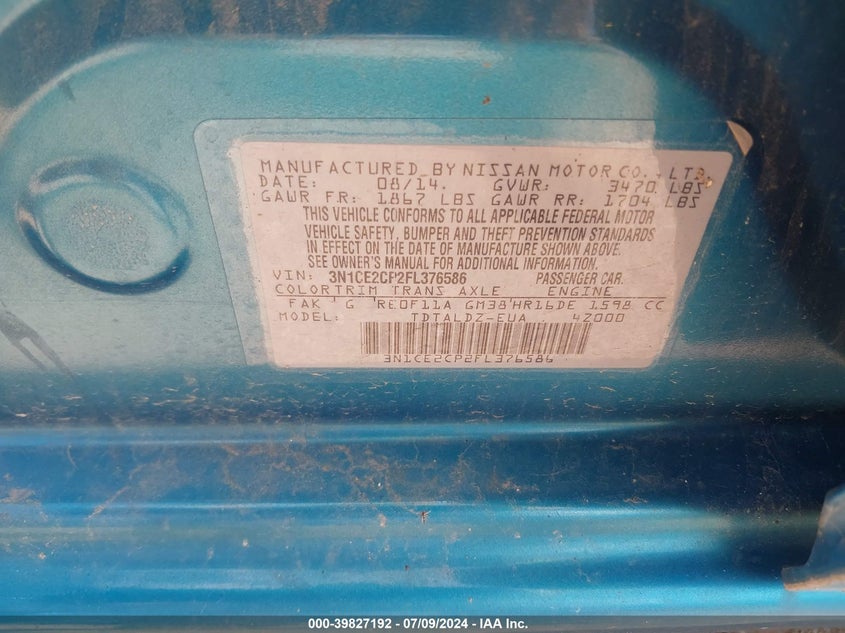 MANUFACTURED BY NISSAN MOTOR CO., LTD.
DATE: 08/14. GVWR: 3470 LBS
GAWR FR: 1867 LBS GAWR RR: 1704 LBS
THIS VEHICLE CONFORMS TO ALL APPLICABLE FEDERAL MOTOR
VEHICLE SAFETY, BUMPER AND THEFT PREVENTION STANDARDS
IN EFFECT ON THE DATE OF MANUFACTURE SHOWN ABOVE.
SEE OWNER'S MANUAL FOR ADDITIONAL INFORMATION.
VIN: 3N1CE2CP2FL376586 PASSENGER CAR.
COLOR TRIM TRANS AXLE ENGINE
FAK G RE0F11A GM38 HR16DE 1598 CC
MODEL: TDTALDZ-EUA 4Z000
3N1CE2CP2FL376586
000-39827192 - 07/09/2024 - IAA Inc.